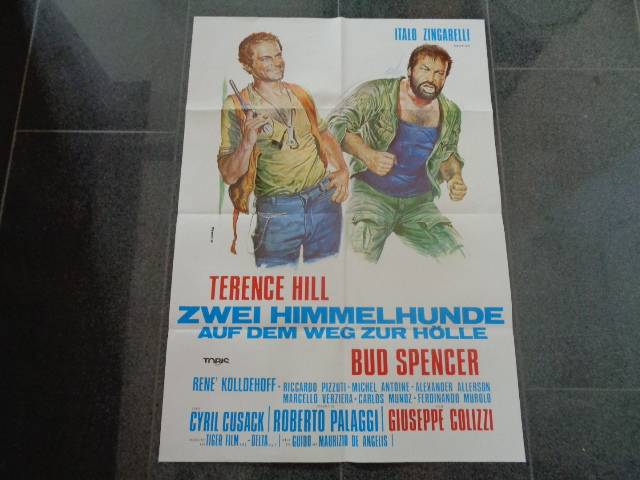 ITALO ZINGARELLI
TERENCE HILL
ZWEI HIMMELHUNDE
AUF DEM WEG ZUR HÖLLE
TOBIS
BUD SPENCER
RENE' KOLLDEHOFF • RICCARDO PIZZUTI • MICHEL ANTOINE • ALEXANDER ALLERSON
MARCELLO VERZIERA • CARLOS MUNOZ • FERDINANDO MUROLO
CYRIL CUSACK ROBERTO PALAGGI GIUSEPPE COLIZZI
TIGER FILM DELTA GUIDO MAURIZIO DE ANGELIS